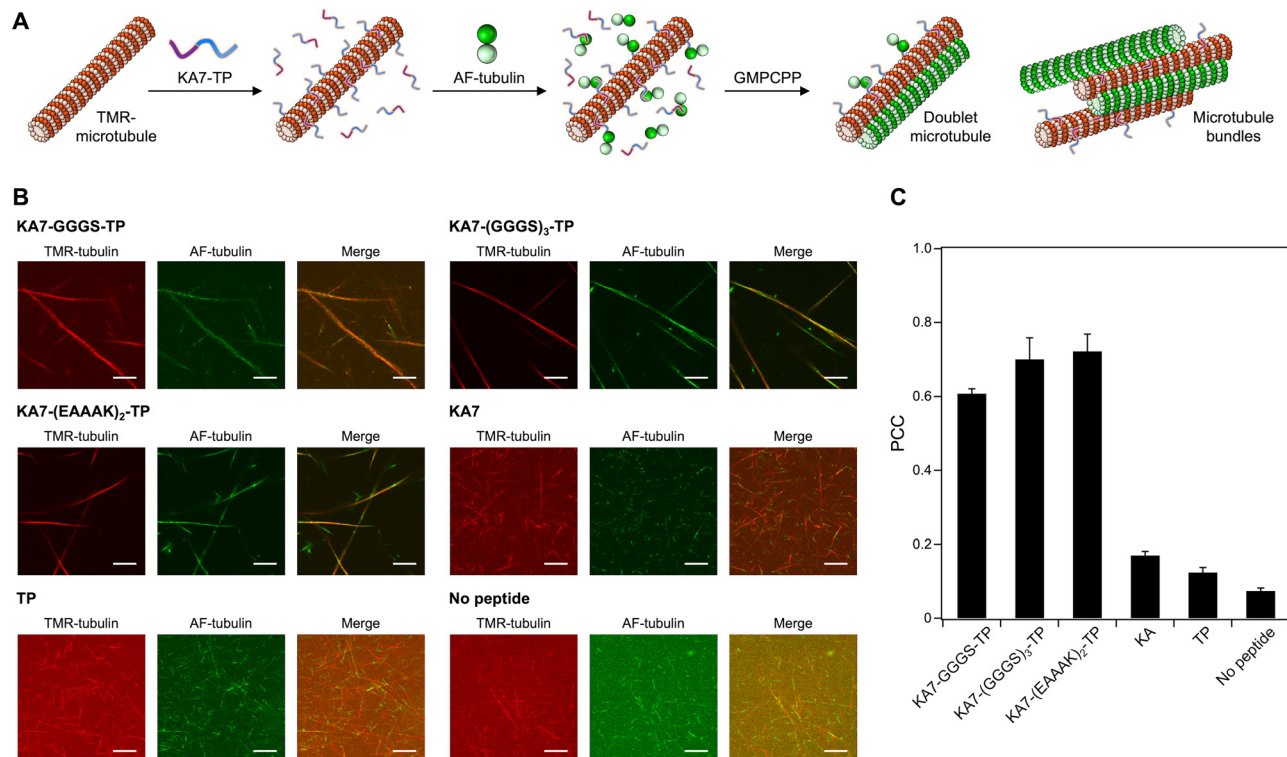 A
KA7-TP
AF-tubulin
GMPCPP
TMR-
microtubule
Doublet
microtubule
Microtubule
bundles
B
KA7-GGGS-TP
TMR-tubulin AF-tubulin Merge
KA7-(GGGS)₃-TP
TMR-tubulin AF-tubulin Merge
KA7-(EAAAK)₂-TP
TMR-tubulin AF-tubulin Merge
KA7
TMR-tubulin AF-tubulin Merge
TP
TMR-tubulin AF-tubulin Merge
No peptide
TMR-tubulin AF-tubulin Merge
C
PCC
1.0
0.8
0.6
0.4
0.2
0
KA7-GGGS-TP
KA7-(GGGS)₃-TP
KA7-(EAAAK)₂-TP
KA
TP
No peptide